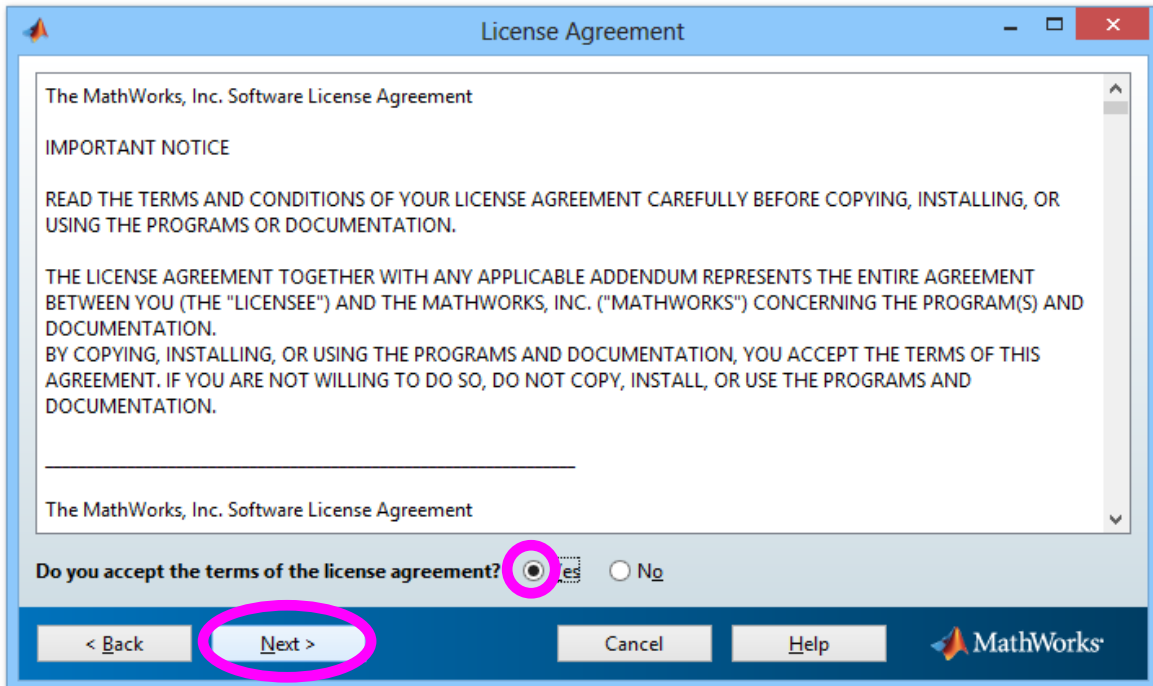 License Agreement
The MathWorks, Inc. Software License Agreement
IMPORTANT NOTICE
READ THE TERMS AND CONDITIONS OF YOUR LICENSE AGREEMENT CAREFULLY BEFORE COPYING, INSTALLING, OR
USING THE PROGRAMS OR DOCUMENTATION.
THE LICENSE AGREEMENT TOGETHER WITH ANY APPLICABLE ADDENDUM REPRESENTS THE ENTIRE AGREEMENT
BETWEEN YOU (THE "LICENSEE") AND THE MATHWORKS, INC. ("MATHWORKS") CONCERNING THE PROGRAM(S) AND
DOCUMENTATION.
BY COPYING, INSTALLING, OR USING THE PROGRAMS AND DOCUMENTATION, YOU ACCEPT THE TERMS OF THIS
AGREEMENT. IF YOU ARE NOT WILLING TO DO SO, DO NOT COPY, INSTALL, OR USE THE PROGRAMS AND
DOCUMENTATION.
The MathWorks, Inc. Software License Agreement
Do you accept the terms of the license agreement? Yes No
< Back Next > Cancel Help MathWorks